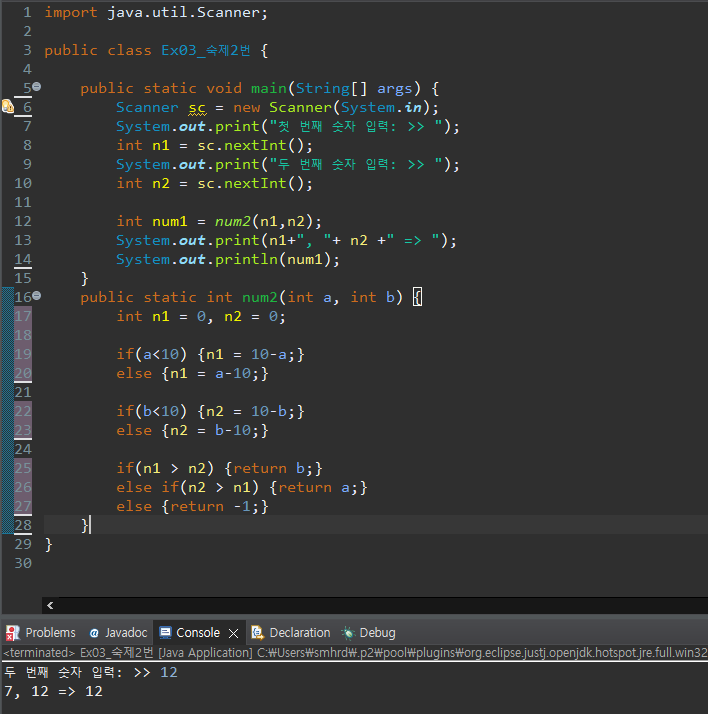 1 import java.util.Scanner;
2
3 public class Ex03_숙제2번 {
4
5 public static void main(String[] args) {
6 Scanner sc = new Scanner(System.in);
7 System.out.print("첫 번째 숫자 입력: >> ");
8 int n1 = sc.nextInt();
9 System.out.print("두 번째 숫자 입력: >> ");
10 int n2 = sc.nextInt();
11
12 int num1 = num2(n1,n2);
13 System.out.print(n1+", "+ n2 +" => ");
14 System.out.println(num1);
15 }
16 public static int num2(int a, int b) {
17 int n1 = 0, n2 = 0;
18
19 if(a<10) {n1 = 10-a;}
20 else {n1 = a-10;}
21
22 if(b<10) {n2 = 10-b;}
23 else {n2 = b-10;}
24
25 if(n1 > n2) {return b;}
26 else if(n2 > n1) {return a;}
27 else {return -1;}
28 }
29 }
30
Problems Javadoc Console Declaration Debug
<terminated> Ex03_숙제2번 [Java Application] C:₩Users₩smhrd₩.p2₩pool₩plugins₩org.eclipse.justj.openjdk.hotspot.jre.full.win32
두 번째 숫자 입력: >> 12
7, 12 => 12